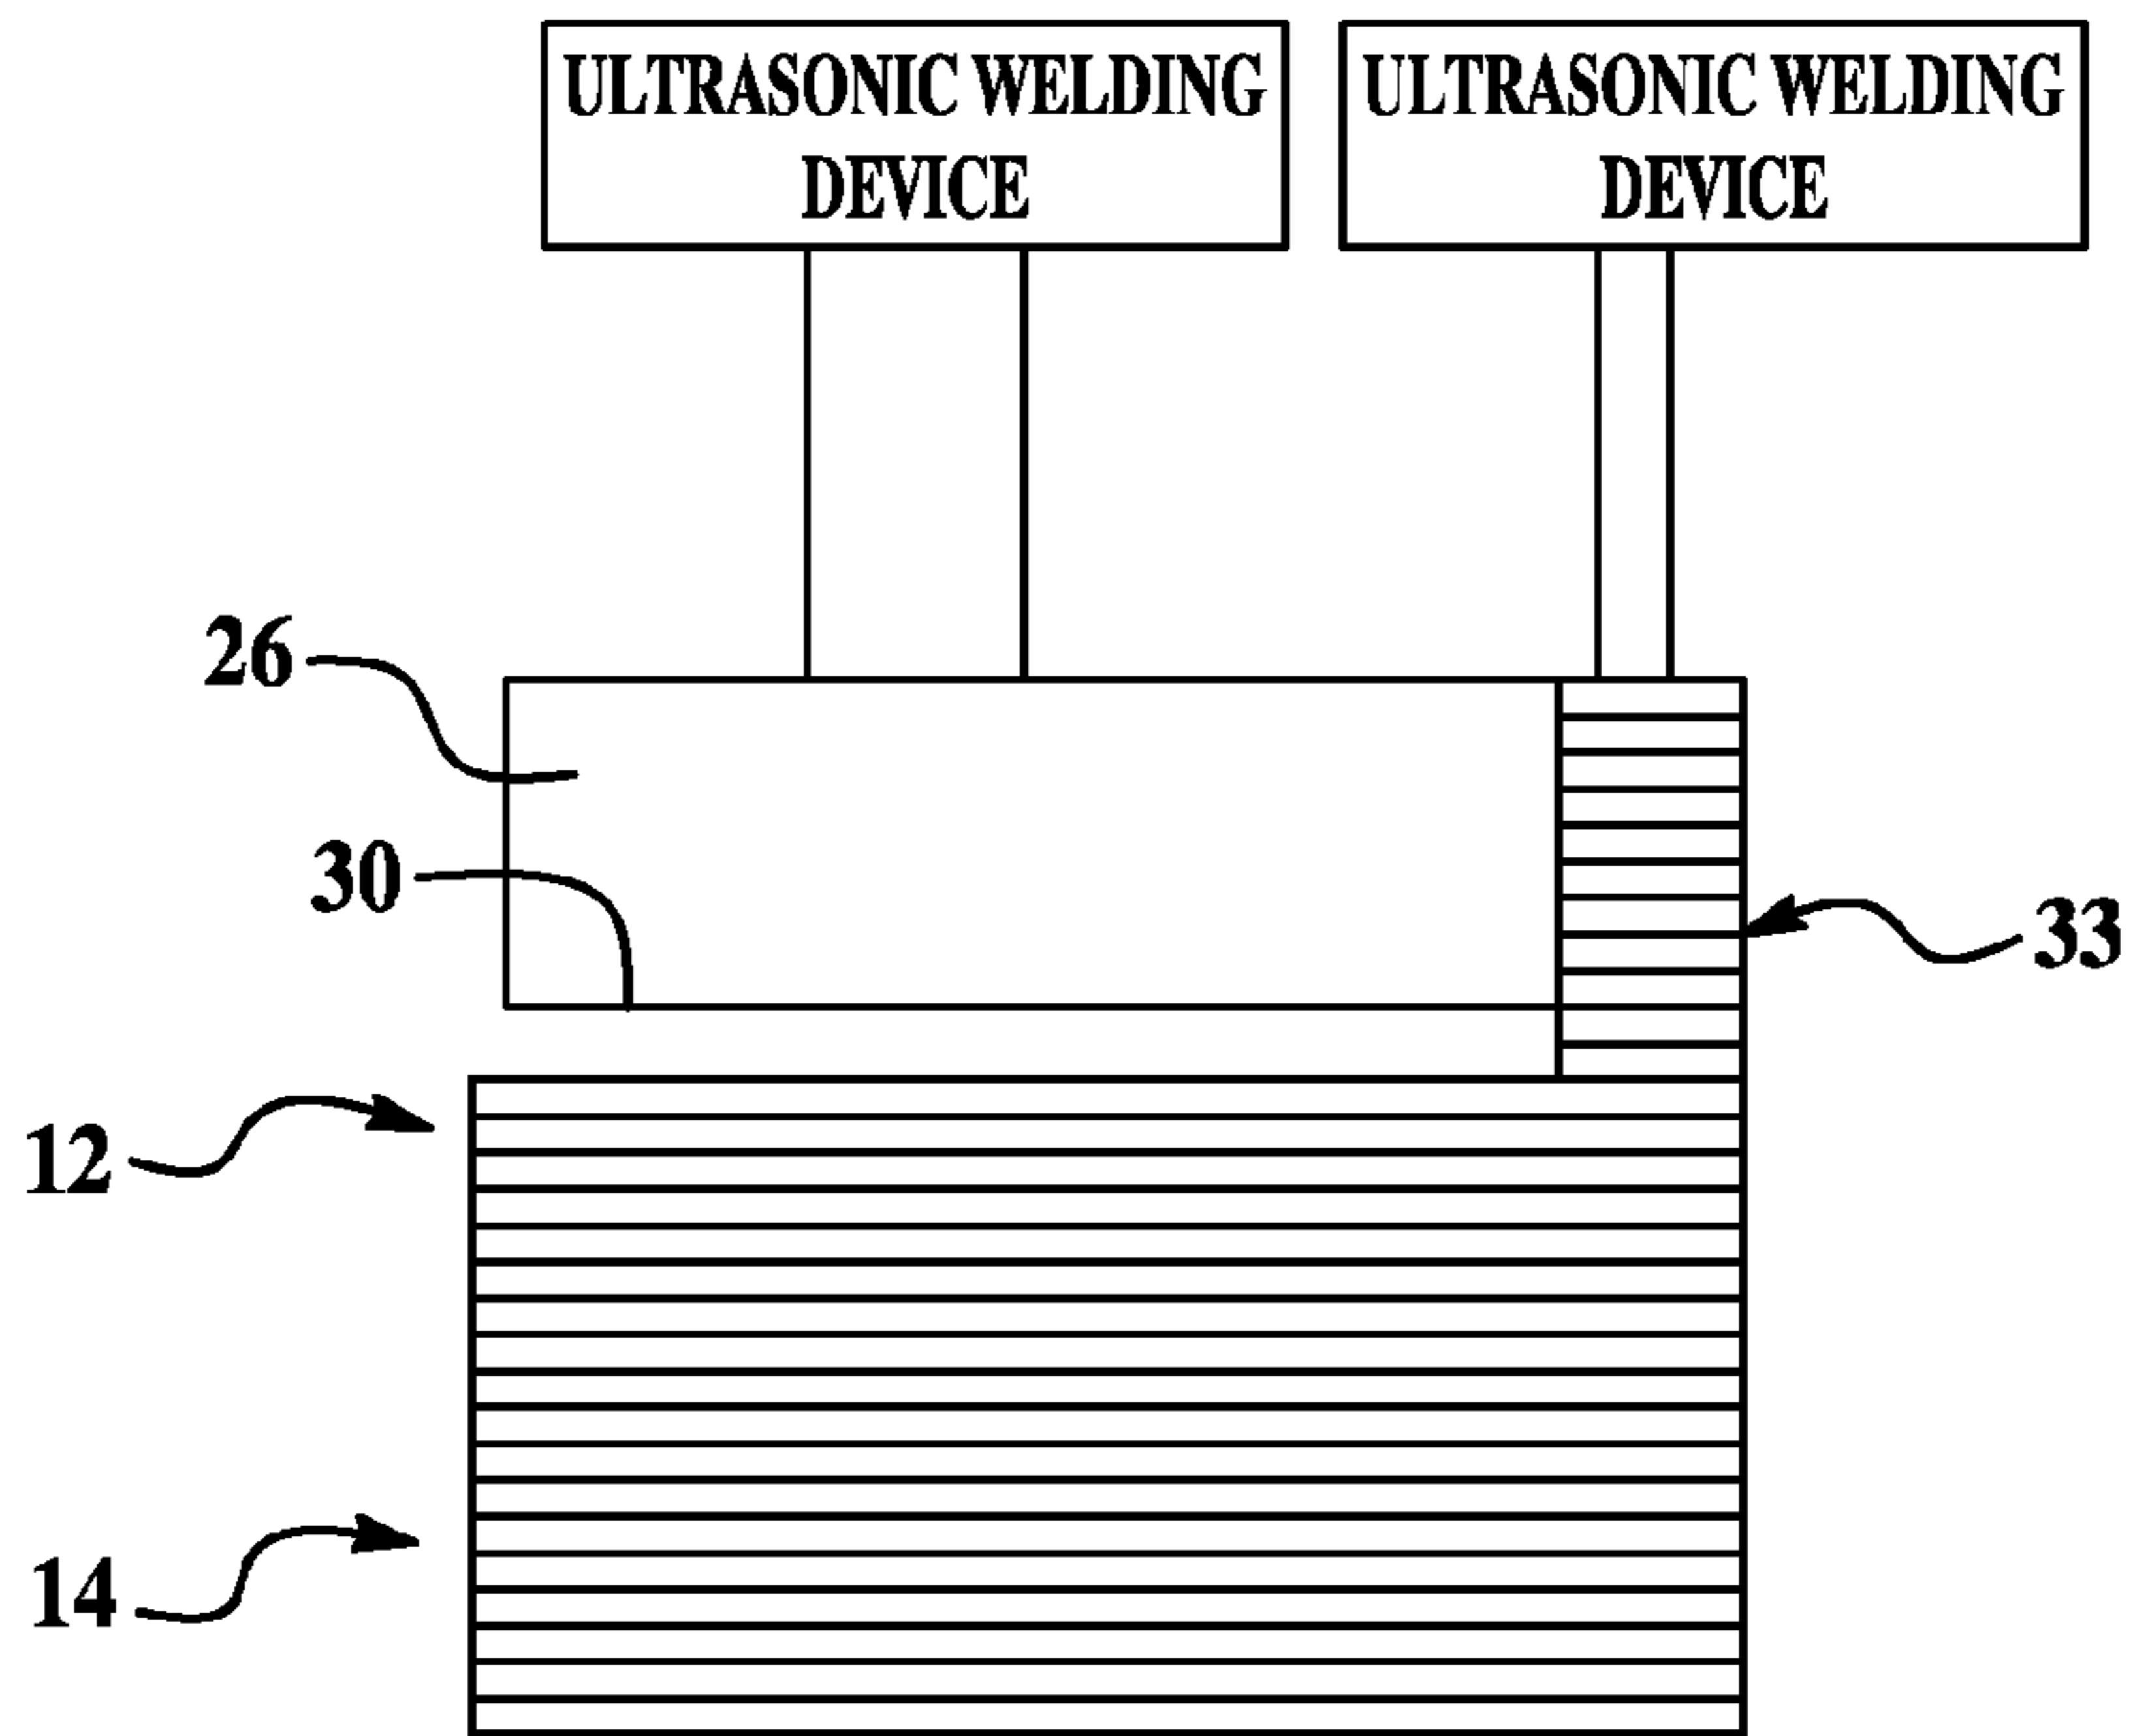 ULTRASONIC WELDING
DEVICE
ULTRASONIC WELDING
DEVICE
26
30
33
12
14